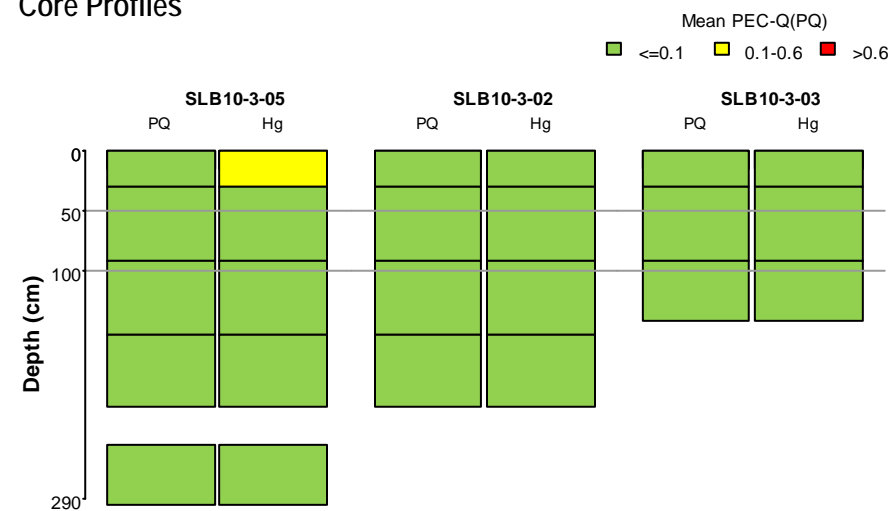 Core Profiles
Mean PEC-Q(PQ)
<=0.1 0.1-0.6 >0.6
SLB10-3-05 SLB10-3-02 SLB10-3-03
PQ Hg PQ Hg PQ Hg
0
50
100
290
Depth (cm)